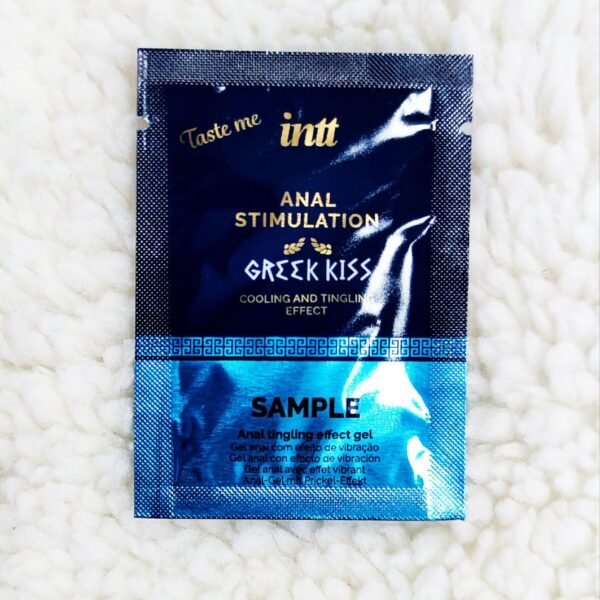 Taste me
intt
ANAL
STIMULATION
GREEK KISS
COOLING AND TINGLING
EFFECT
SAMPLE
Anal tingling effect gel
Gel anal com efeito de vibração
Gel anal con efecto de vibración
Gel anal avec effet vibrant
Anal-Gel mit Prickel-Effekt